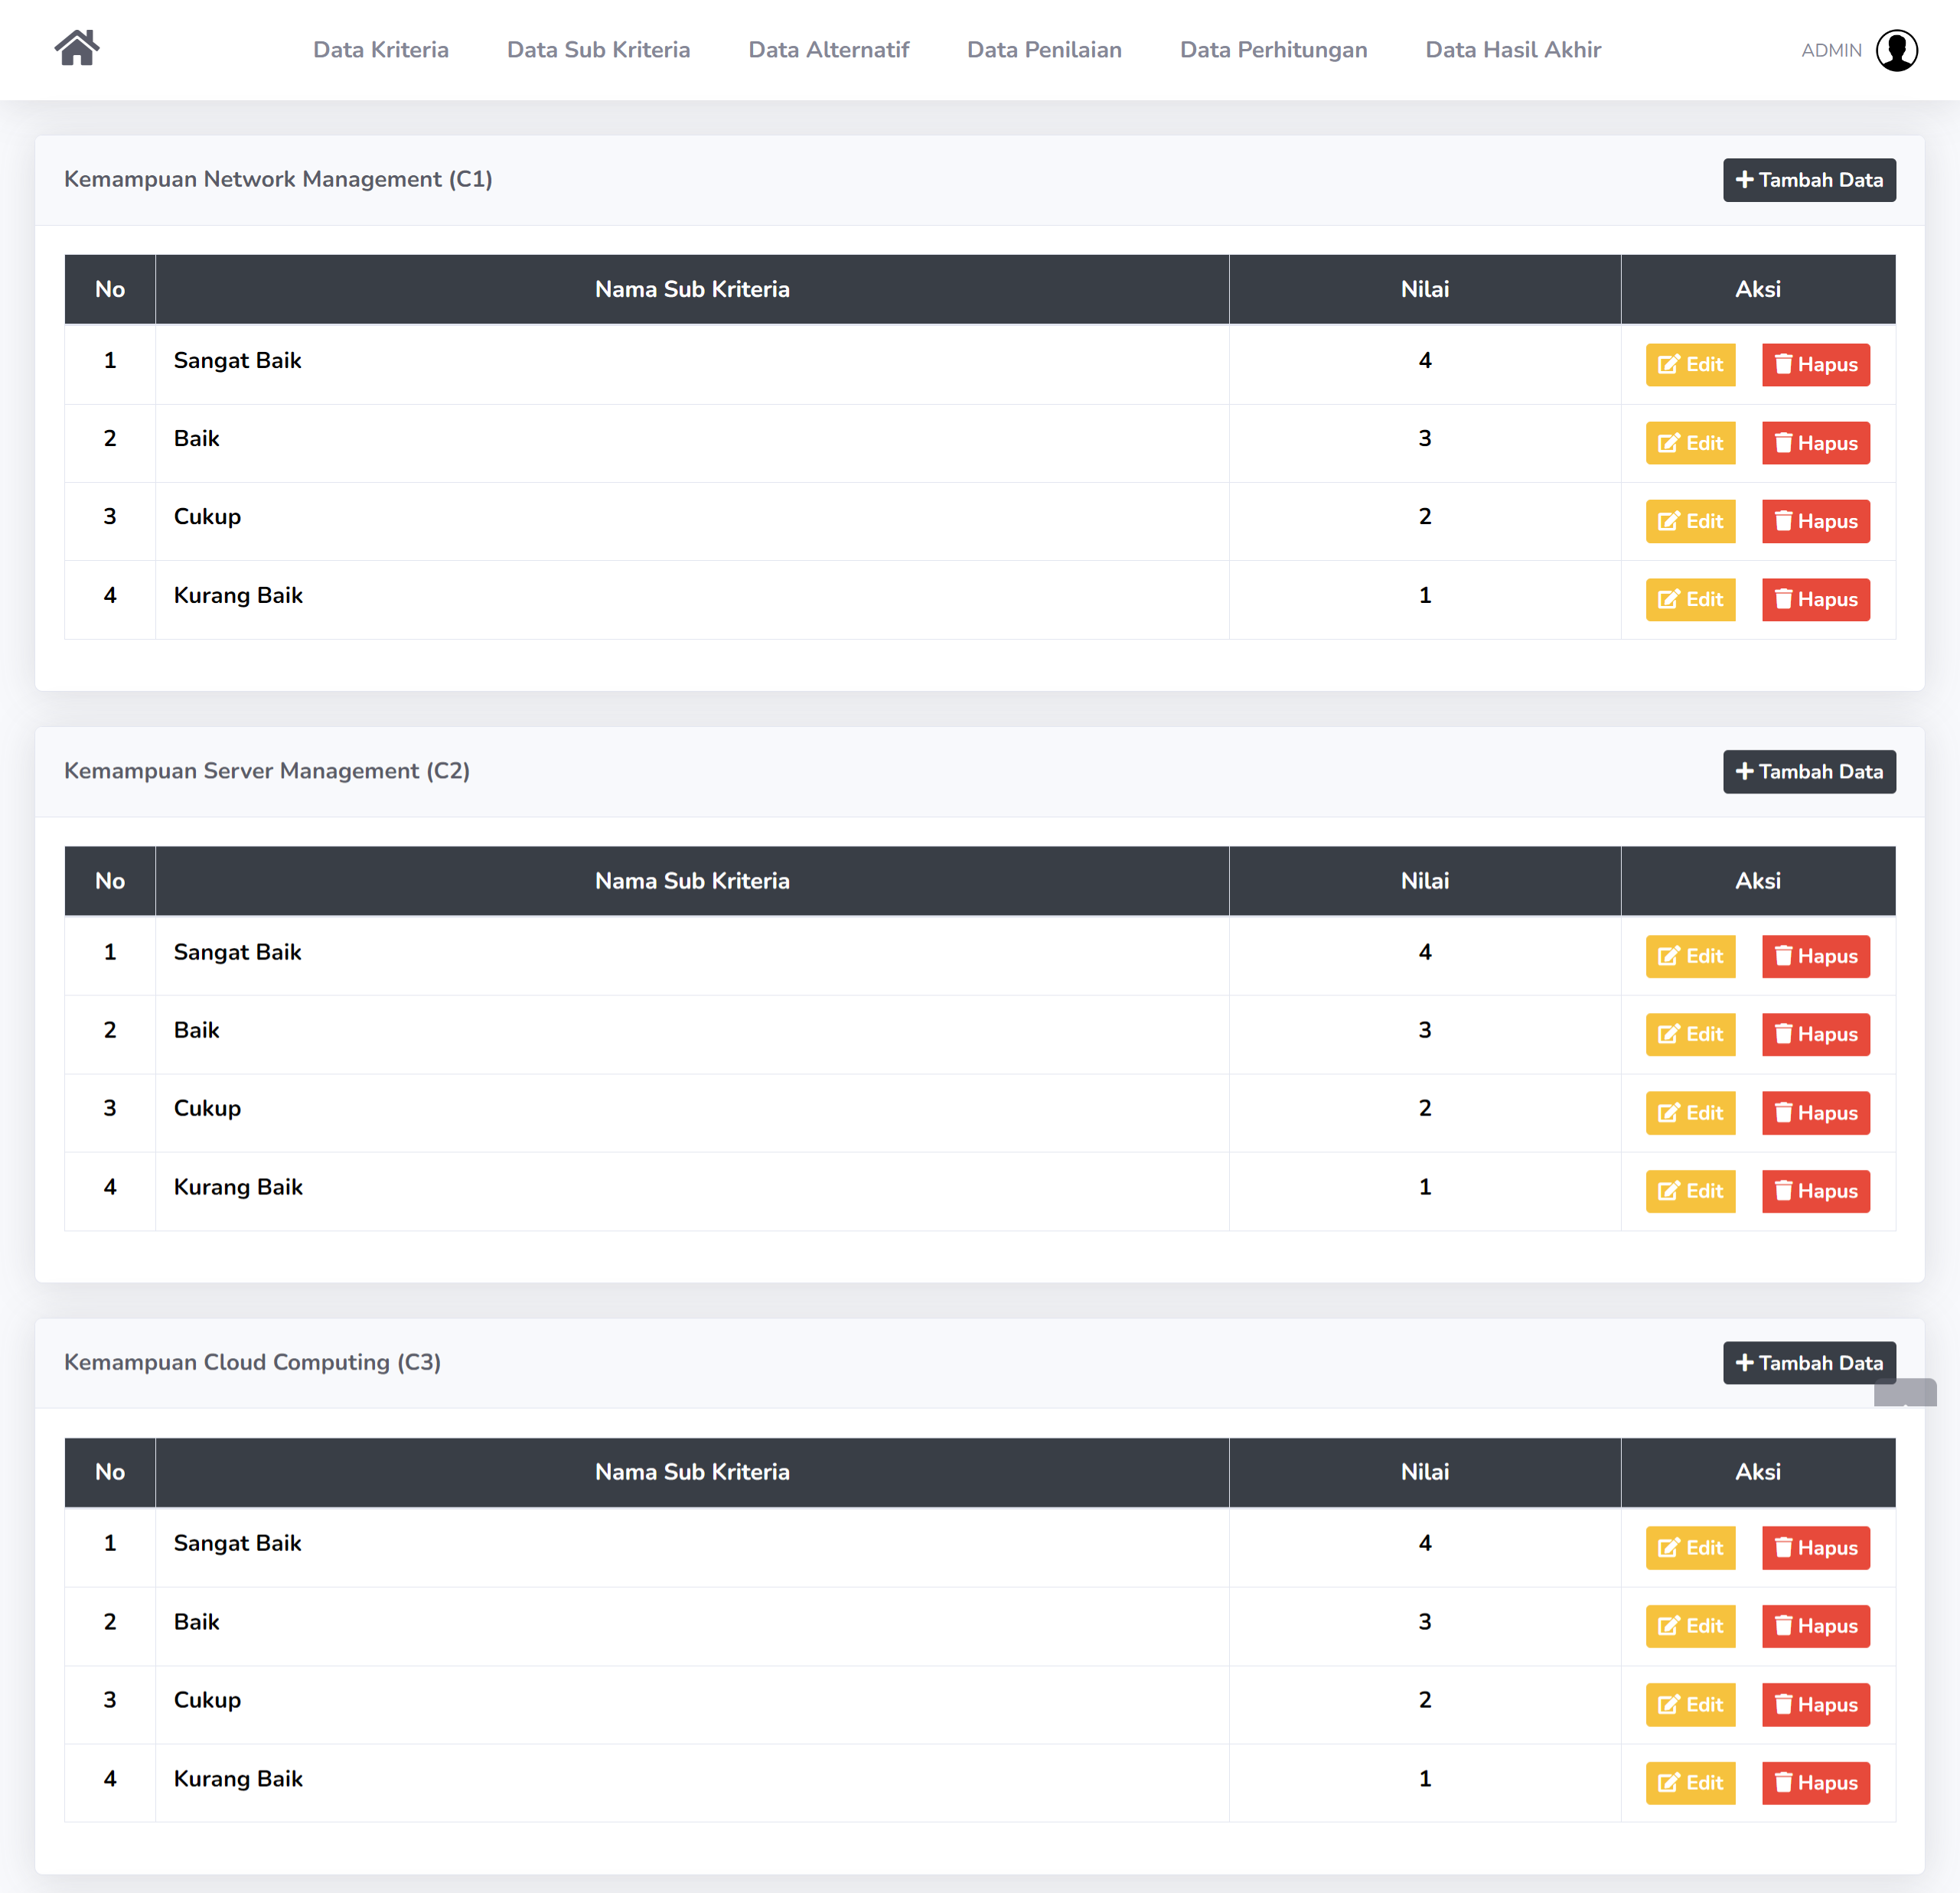 Data Kriteria Data Sub Kriteria Data Alternatif Data Penilaian Data Perhitungan Data Hasil Akhir ADMIN
Kemampuan Network Management (C1) Tambah Data
No Nama Sub Kriteria Nilai Aksi
1 Sangat Baik 4 Edit Hapus
2 Baik 3 Edit Hapus
3 Cukup 2 Edit Hapus
4 Kurang Baik 1 Edit Hapus
Kemampuan Server Management (C2) Tambah Data
No Nama Sub Kriteria Nilai Aksi
1 Sangat Baik 4 Edit Hapus
2 Baik 3 Edit Hapus
3 Cukup 2 Edit Hapus
4 Kurang Baik 1 Edit Hapus
Kemampuan Cloud Computing (C3) Tambah Data
No Nama Sub Kriteria Nilai Aksi
1 Sangat Baik 4 Edit Hapus
2 Baik 3 Edit Hapus
3 Cukup 2 Edit Hapus
4 Kurang Baik 1 Edit Hapus